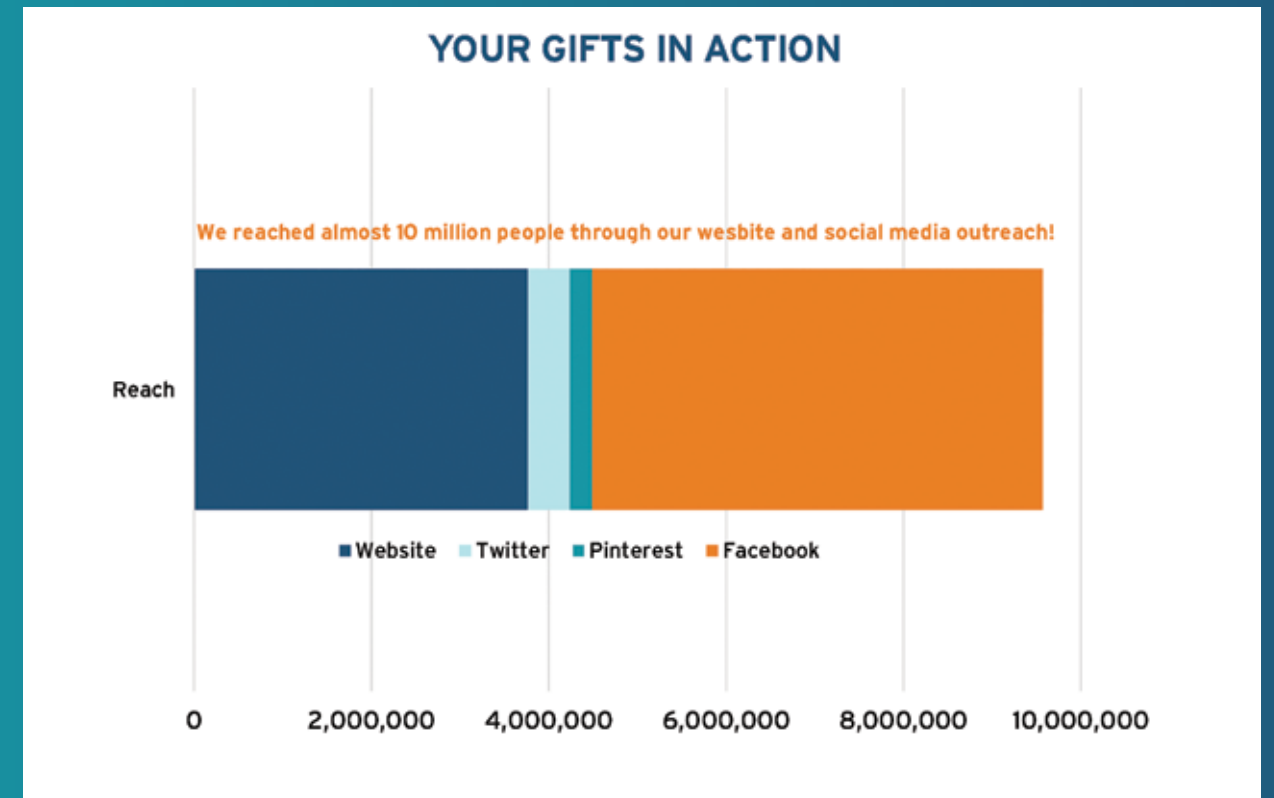 YOUR GIFTS IN ACTION
We reached almost 10 million people through our wesbite and social media outreach!
Reach
Website Twitter Pinterest Facebook
0 2,000,000 4,000,000 6,000,000 8,000,000 10,000,000